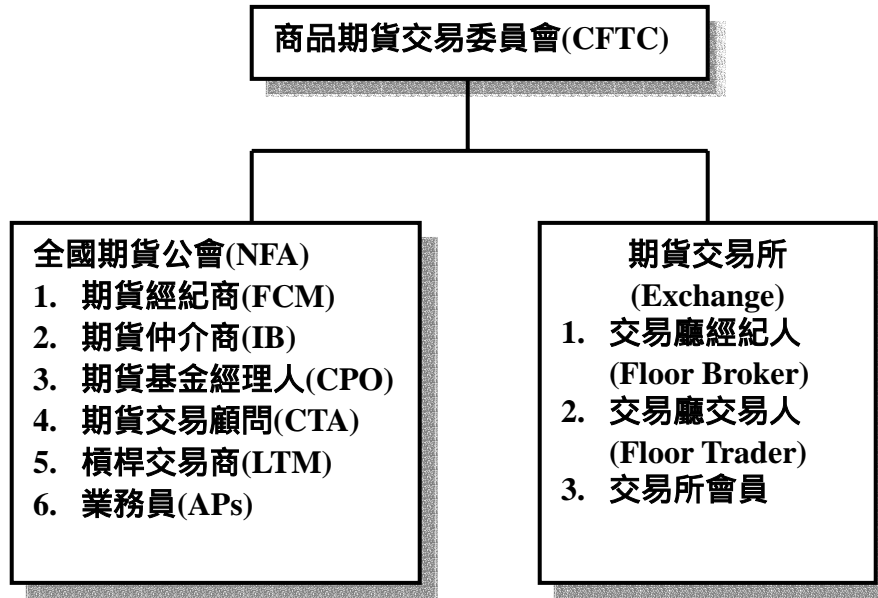 商品期貨交易委員會(CFTC)
全國期貨公會(NFA)
1. 期貨經紀商(FCM)
2. 期貨仲介商(IB)
3. 期貨基金經理人(CPO)
4. 期貨交易顧問(CTA)
5. 槓桿交易商(LTM)
6. 業務員(APs)
期貨交易所
(Exchange)
1. 交易廳經紀人
(Floor Broker)
2. 交易廳交易人
(Floor Trader)
3. 交易所會員